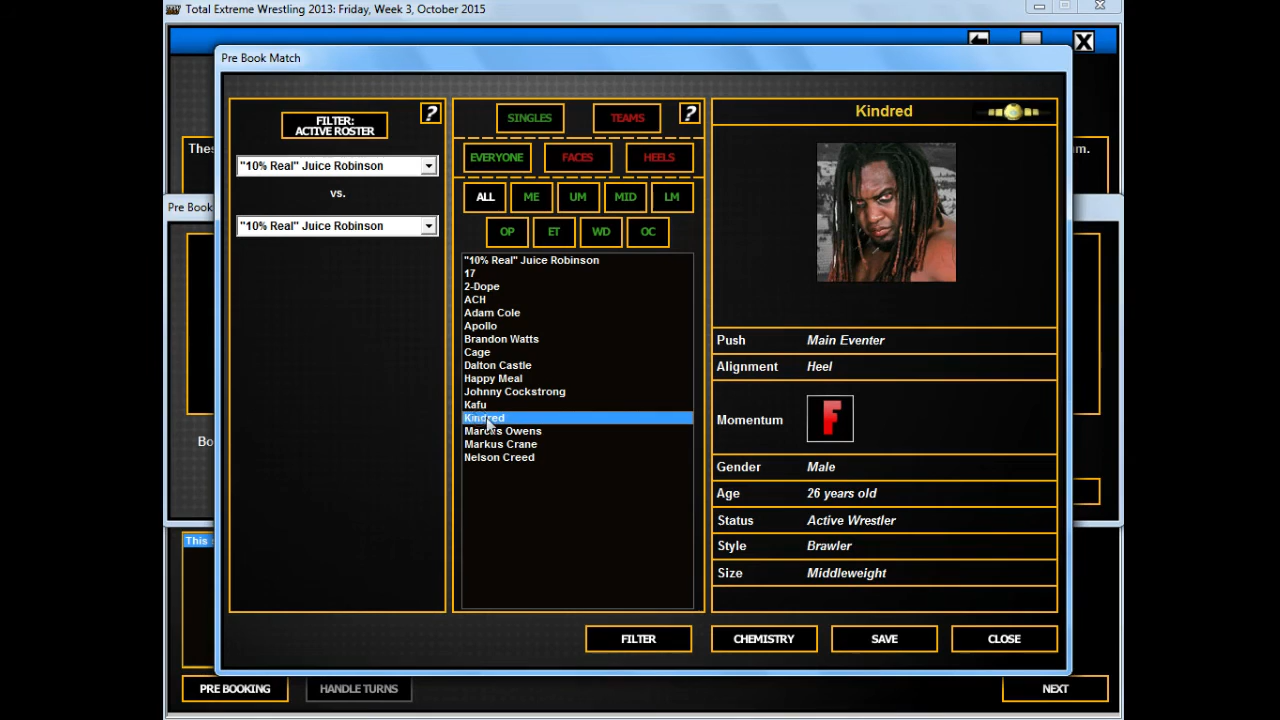 Total Extreme Wrestling 2013: Friday, Week 3, October 2015
X
Pre Book Match
Thes
m.
Pre Book
Bo
This
FILTER:
ACTIVE ROSTER
?
"10% Real" Juice Robinson
vs.
"10% Real" Juice Robinson
SINGLES
TEAMS
?
EVERYONE
FACES
HEELS
ALL
ME
UM
MID
LM
OP
ET
WD
OC
"10% Real" Juice Robinson
17
2-Dope
ACH
Adam Cole
Apollo
Brandon Watts
Cage
Dalton Castle
Happy Meal
Johnny Cockstrong
Kafu
Kindred
Marcus Owens
Markus Crane
Nelson Creed
Kindred
Push Main Eventer
Alignment Heel
Momentum F
Gender Male
Age 26 years old
Status Active Wrestler
Style Brawler
Size Middleweight
FILTER
CHEMISTRY
SAVE
CLOSE
PRE BOOKING
HANDLE TURNS
NEXT